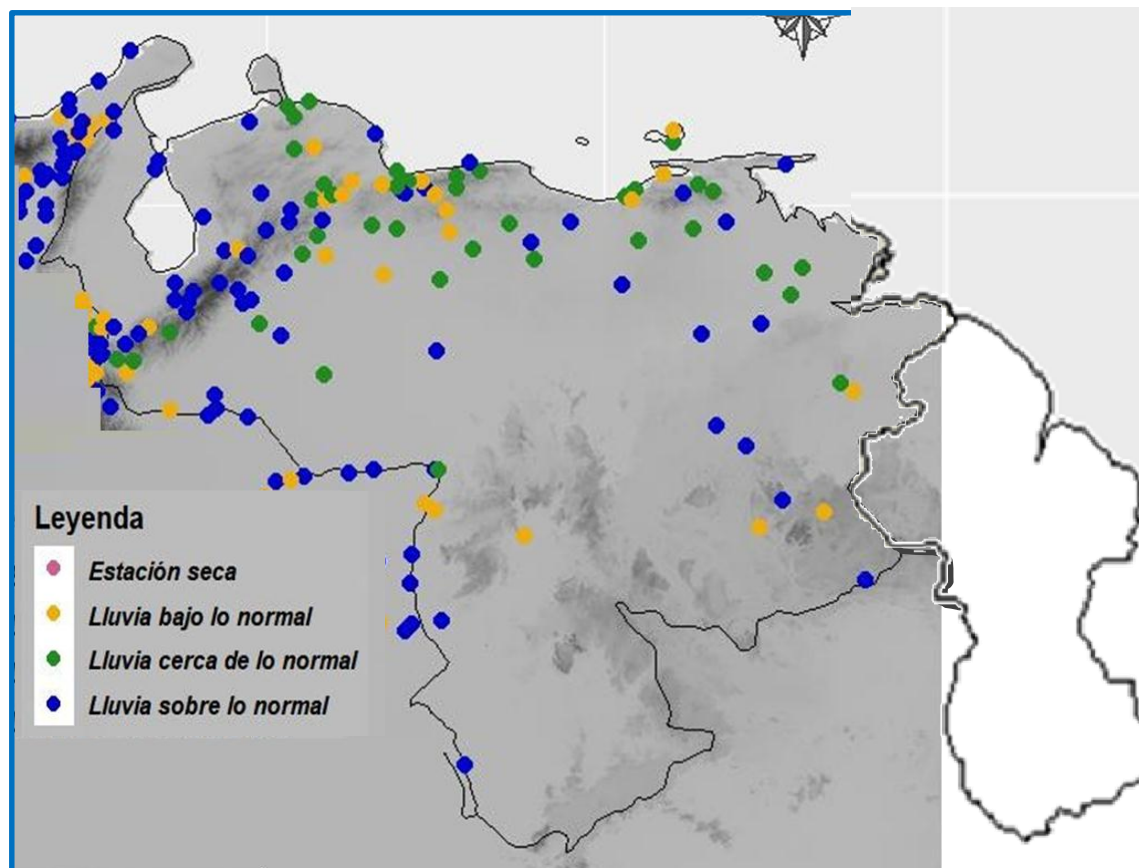 Leyenda
Estación seca
Lluvia bajo lo normal
Lluvia cerca de lo normal
Lluvia sobre lo normal